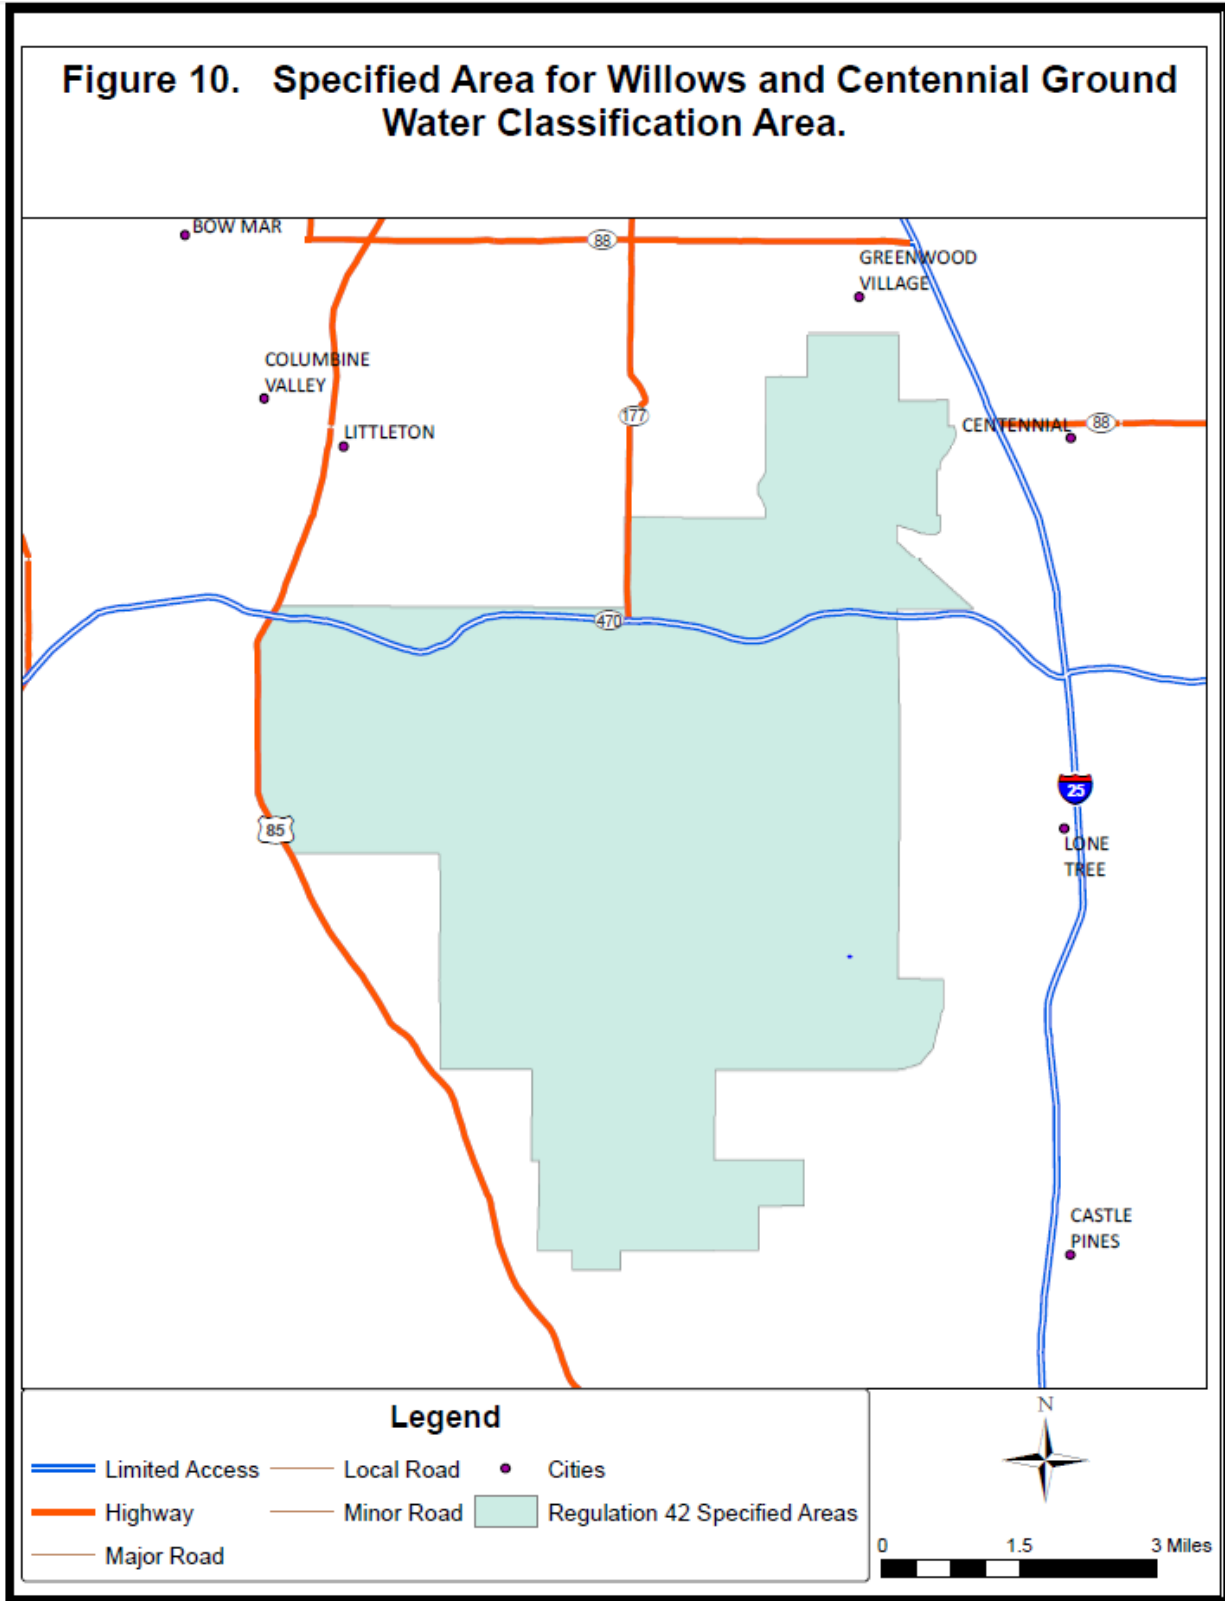 Figure 10. Specified Area for Willows and Centennial Ground
Water Classification Area.
BOW MAR
88
GREENWOOD
VILLAGE
COLUMBINE
VALLEY
177
CENTENNIAL
88
LITTLETON
470
25
85
LONE
TREE
CASTLE
PINES
Legend
Limited Access
Local Road
Cities
Highway
Minor Road
Regulation 42 Specified Areas
Major Road
N
0 1.5 3 Miles